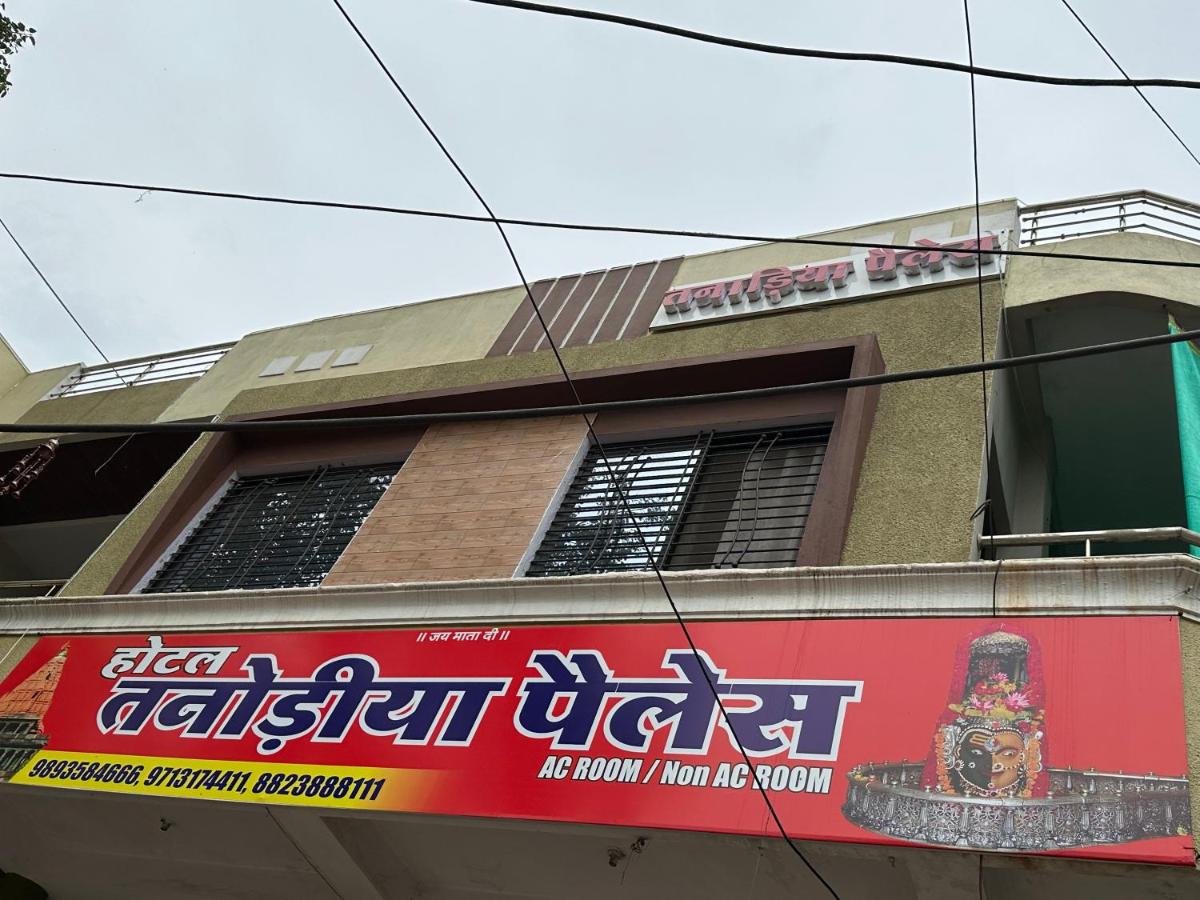 तनाड़िया पैलेस
॥ जय माता दी ॥
होटल
तनोड़ीया पैलेस
AC ROOM / Non AC ROOM
9893584666, 9713174411, 8823888111